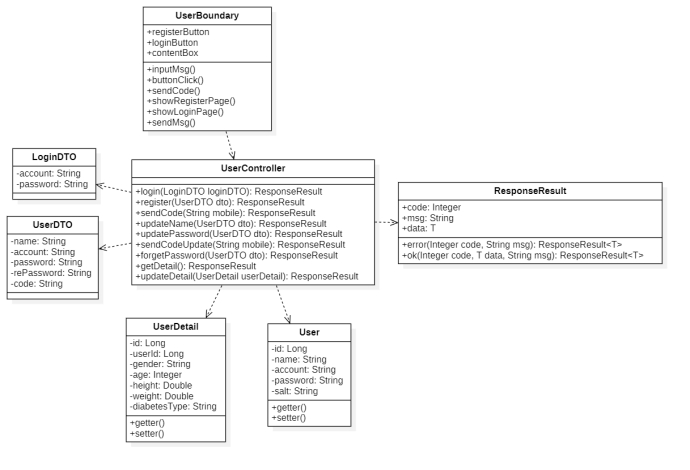 UserBoundary
+registerButton
+loginButton
+contentBox
+inputMsg()
+buttonClick()
+sendCode()
+showRegisterPage()
+showLoginPage()
+sendMsg()
LoginDTO
-account: String
-password: String
UserController
+login(LoginDTO loginDTO): ResponseResult
+register(UserDTO dto): ResponseResult
+sendCode(String mobile): ResponseResult
+updateName(UserDTO dto): ResponseResult
+updatePassword(UserDTO dto): ResponseResult
+sendCodeUpdate(String mobile): ResponseResult
+forgetPassword(UserDTO dto): ResponseResult
+getDetail(): ResponseResult
+updateDetail(UserDetail userDetail): ResponseResult
ResponseResult
+code: Integer
+msg: String
+data: T
+error(Integer code, String msg): ResponseResult<T>
+ok(Integer code, T data, String msg): ResponseResult<T>
UserDTO
-name: String
-account: String
-password: String
-rePassword: String
-code: String
UserDetail
-id: Long
-userId: Long
-gender: String
-age: Integer
-height: Double
-weight: Double
-diabetesType: String
+getter()
+setter()
User
-id: Long
-name: String
-account: String
-password: String
-salt: String
+getter()
+setter()